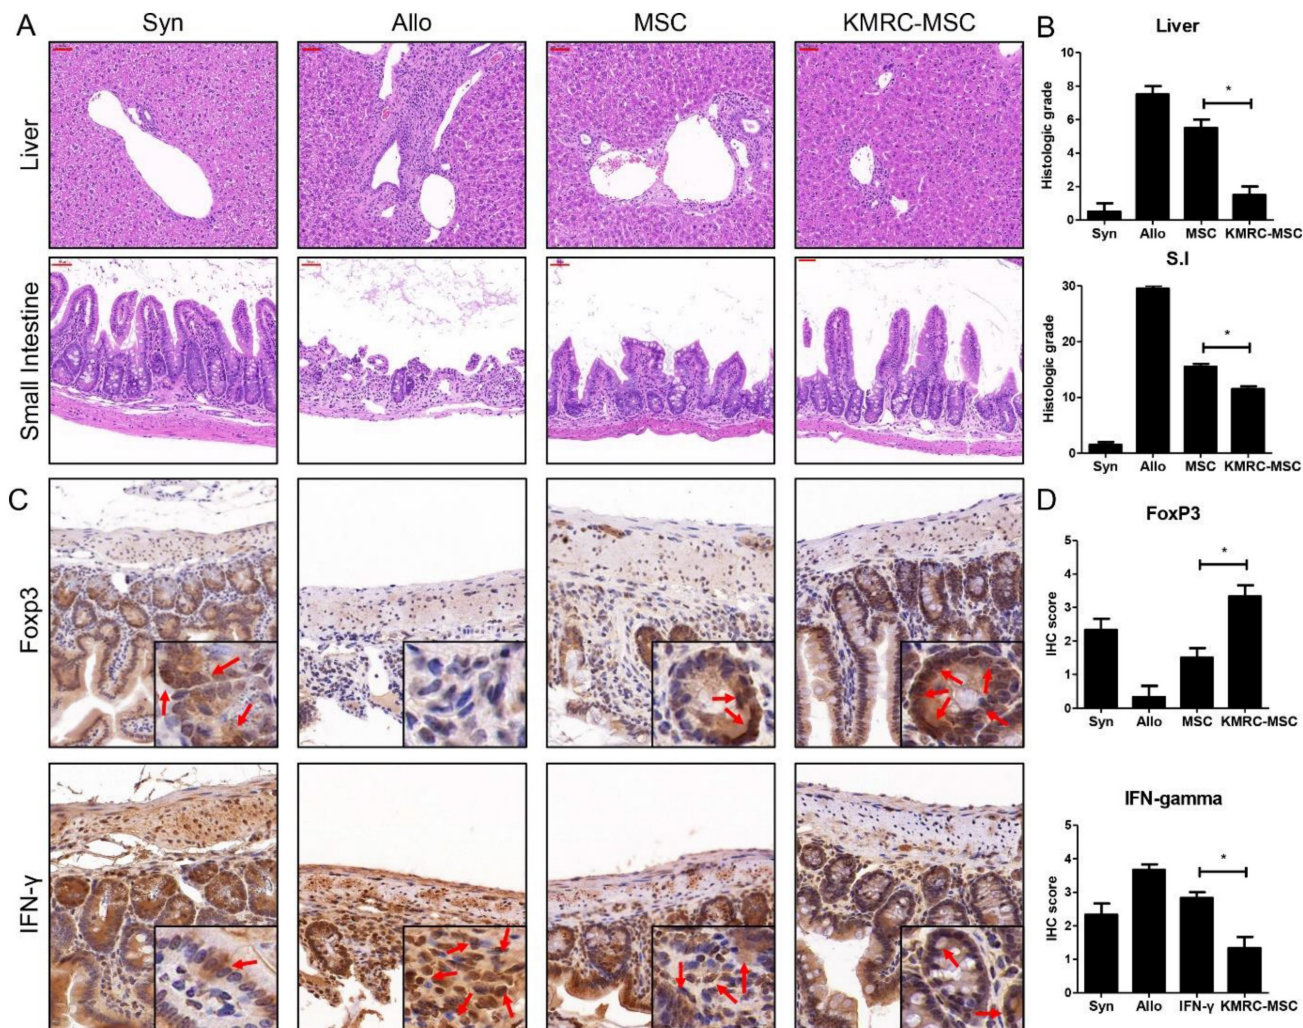 A
Syn
Allo
MSC
KMRC-MSC
Liver
Small Intestine
B
Liver
Histologic grade
10
8
6
4
2
0
*
Syn
Allo
MSC
KMRC-MSC
S.I
Histologic grade
30
20
10
0
*
Syn
Allo
MSC
KMRC-MSC
C
Foxp3
IFN-γ
D
FoxP3
IHC score
5
4
3
2
1
0
*
Syn
Allo
MSC
KMRC-MSC
IFN-gamma
IHC score
5
4
3
2
1
0
*
Syn
Allo
IFN-γ
KMRC-MSC